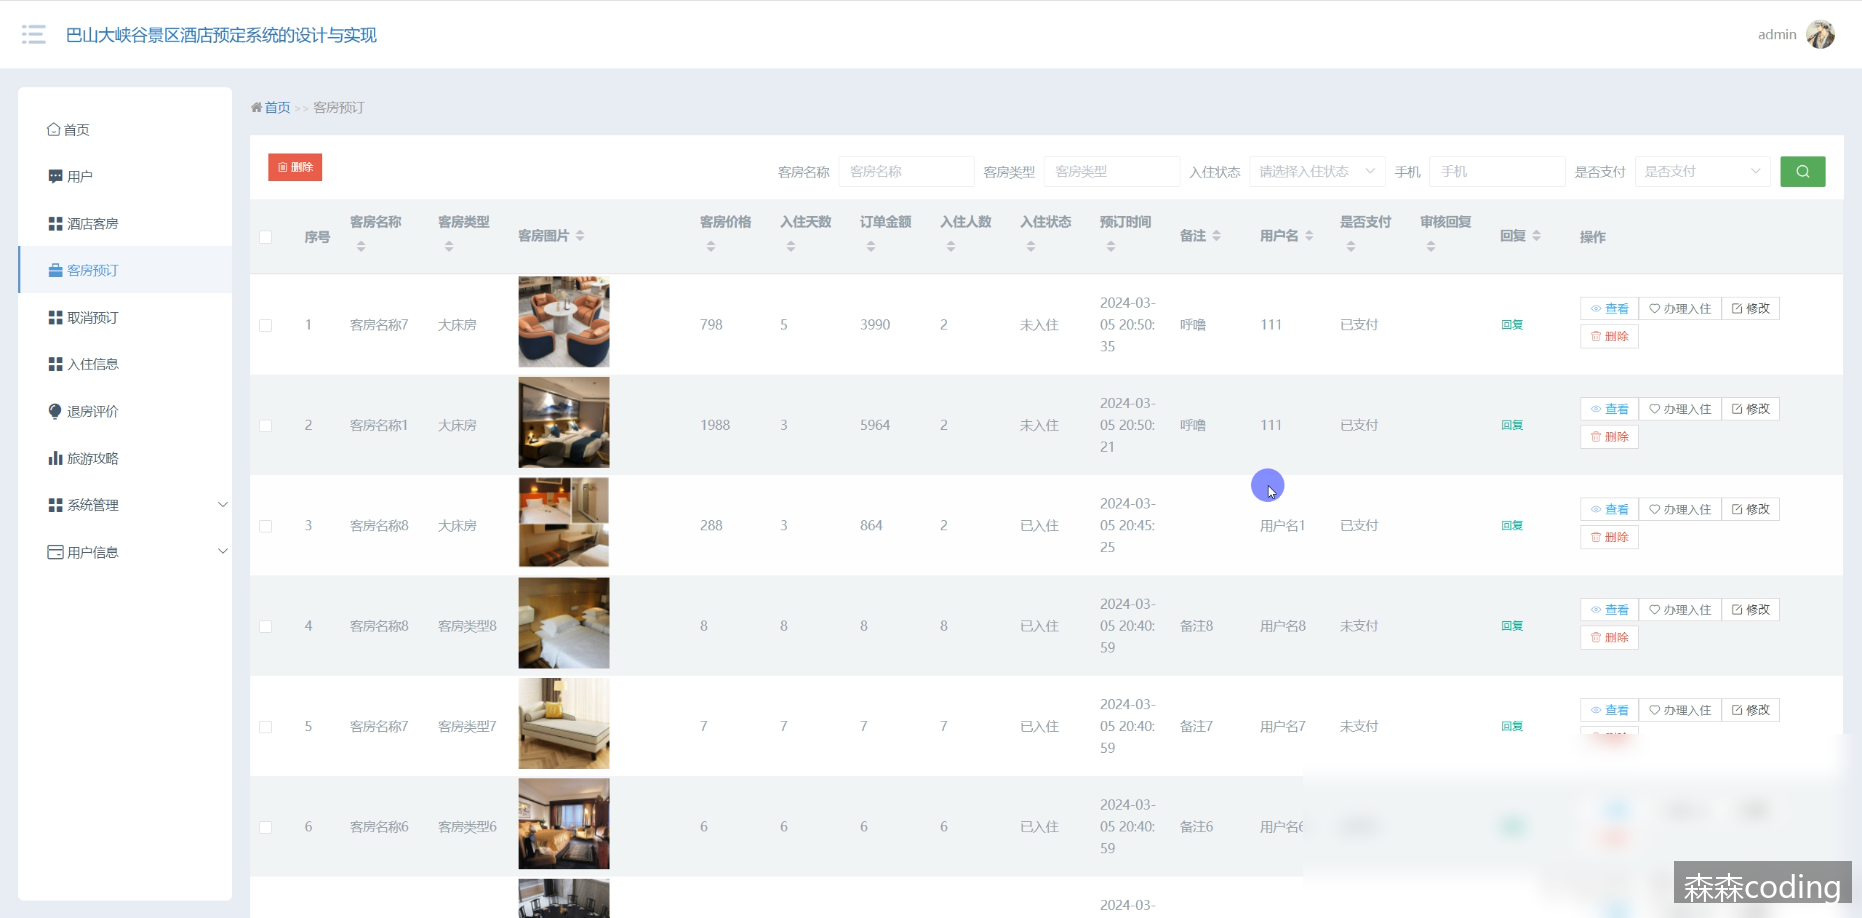 巴山大峡谷景区酒店预定系统的设计与实现
admin
首页 >> 客房预订
首页
用户
酒店客房
客房预订
取消预订
入住信息
退房评价
旅游攻略
系统管理
用户信息
删除
客房名称 客房名称 客房类型 客房类型 入住状态 请选择入住状态 手机 手机 是否支付 是否支付
序号 客房名称 客房类型 客房图片 客房价格 入住天数 订单金额 入住人数 入住状态 预订时间 备注 用户名 是否支付 审核回复 回复 操作
1 客房名称7 大床房 798 5 3990 2 未入住 2024-03-05 20:50:35 呼噜 111 已支付 回复 查看 办理入住 修改
删除
2 客房名称1 大床房 1988 3 5964 2 未入住 2024-03-05 20:50:21 呼噜 111 已支付 回复 查看 办理入住 修改
删除
3 客房名称8 大床房 288 3 864 2 已入住 2024-03-05 20:45:25 用户名1 已支付 回复 查看 办理入住 修改
删除
4 客房名称8 客房类型8 8 8 8 8 已入住 2024-03-05 20:40:59 备注8 用户名8 未支付 回复 查看 办理入住 修改
删除
5 客房名称7 客房类型7 7 7 7 7 已入住 2024-03-05 20:40:59 备注7 用户名7 未支付 回复 查看 办理入住 修改
6 客房名称6 客房类型6 6 6 6 6 已入住 2024-03-05 20:40:59 备注6 用户名6
2024-03-
森森coding